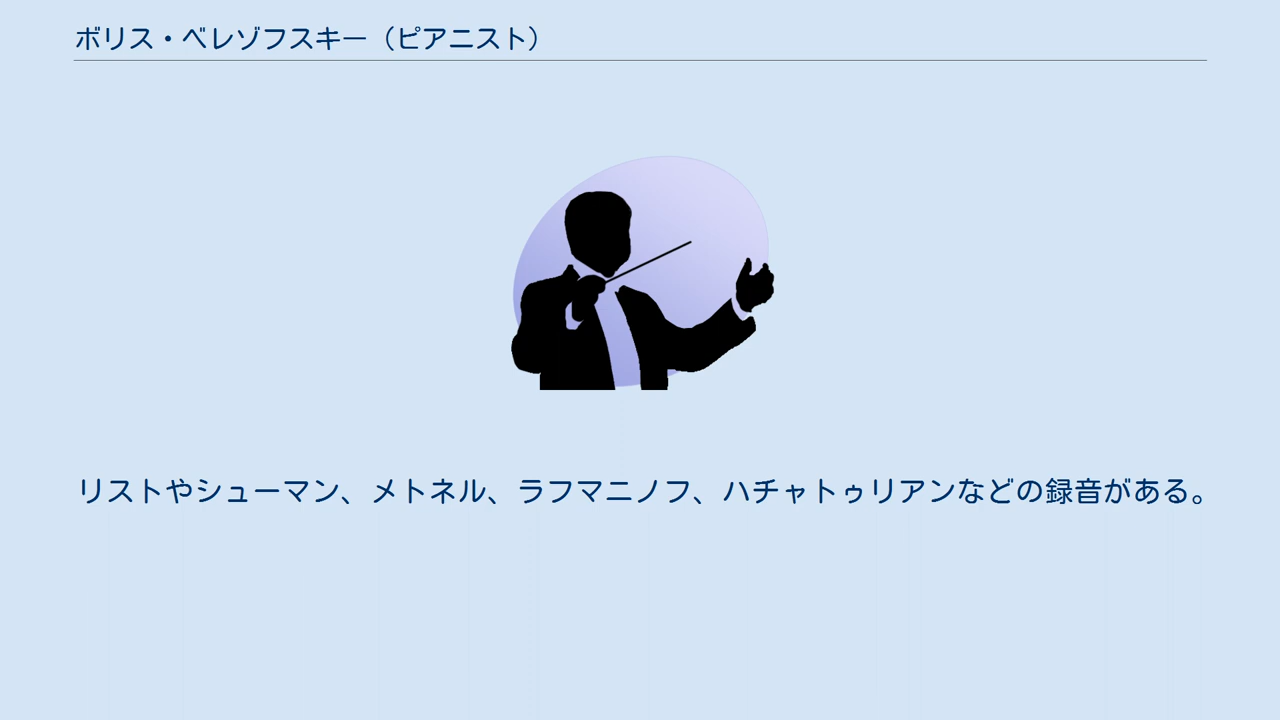 ボリス・ベレゾフスキー（ピアニスト）
リストやシューマン、メトネル、ラフマニノフ、ハチャトゥリアンなどの録音がある。